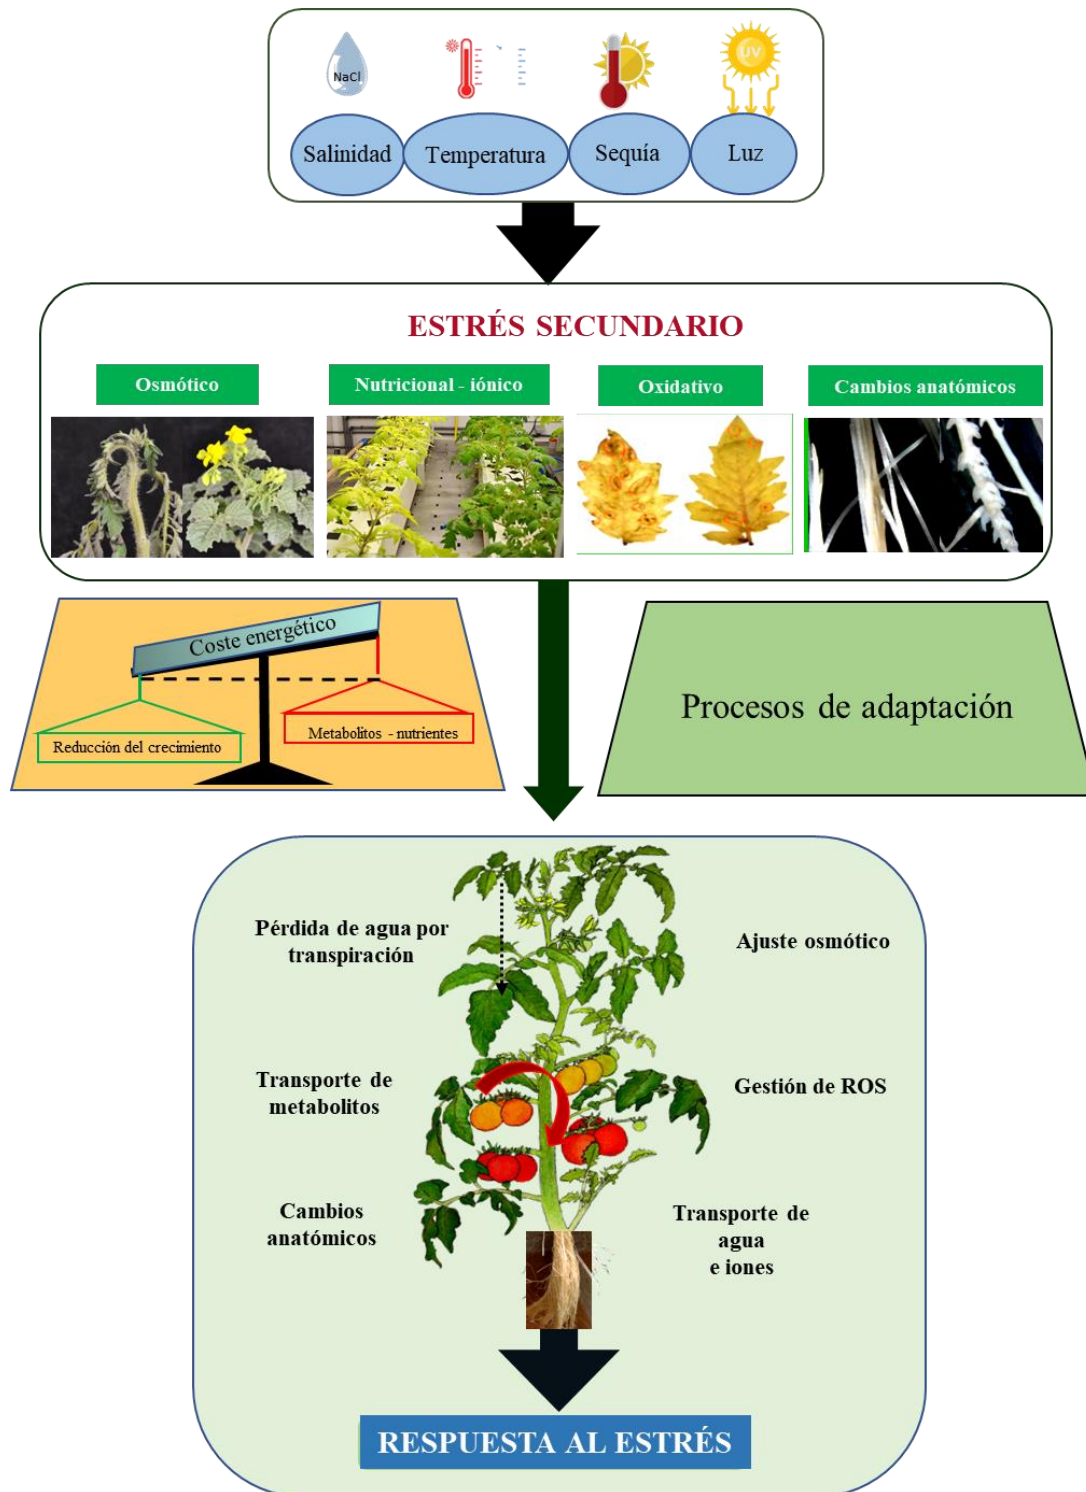 NaCl
UV
Salinidad
Temperatura
Sequía
Luz
ESTRÉS SECUNDARIO
Osmótico
Nutricional - iónico
Oxidativo
Cambios anatómicos
Coste energético
Reducción del crecimiento
Metabolitos - nutrientes
Procesos de adaptación
Pérdida de agua por
transpiración
Ajuste osmótico
Transporte de
metabolitos
Gestión de ROS
Cambios
anatómicos
Transporte de
agua
e iones
RESPUESTA AL ESTRÉS